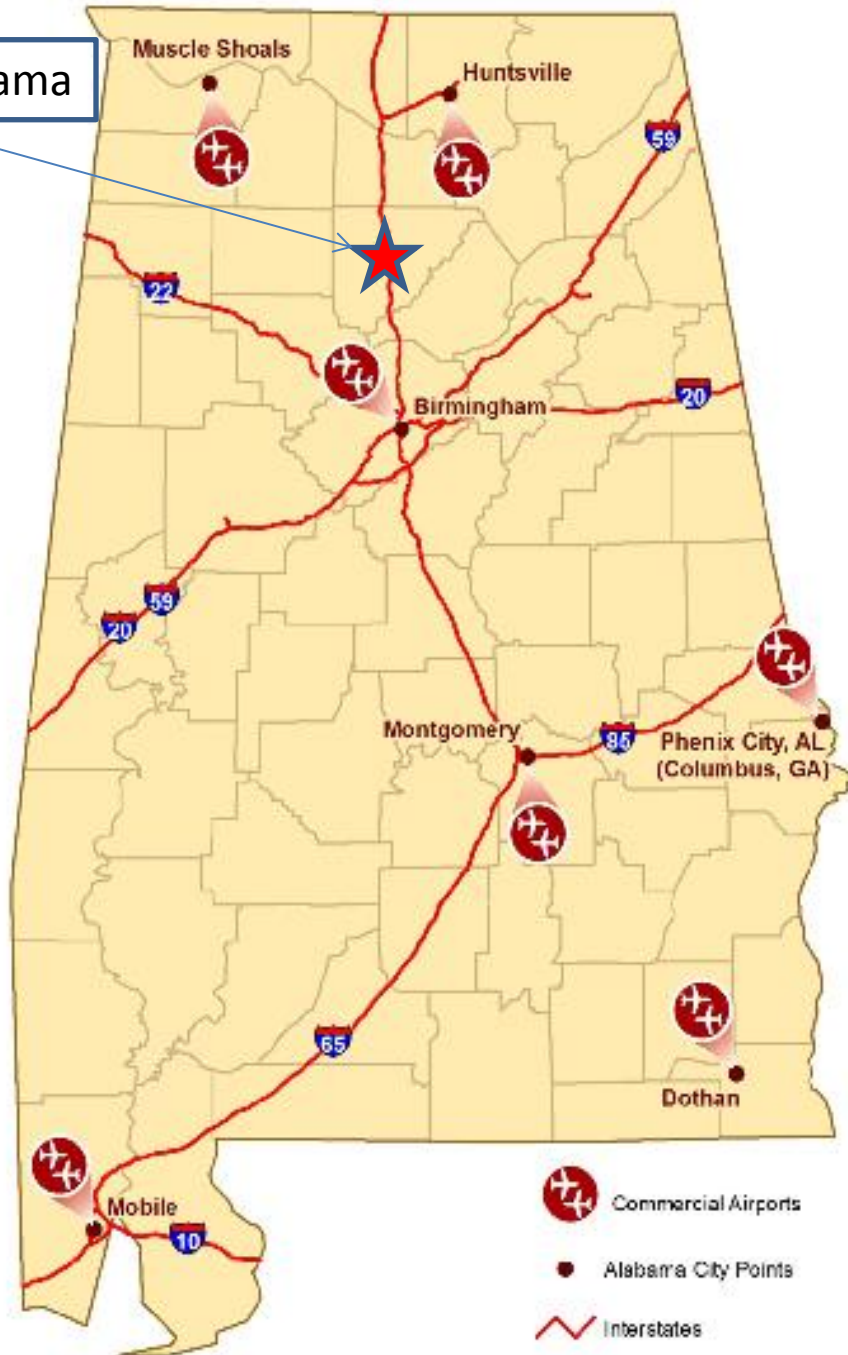 Muscle Shoals
ama
Huntsville
59
22
20
Birmingham
59
20
Montgomery
85
Phenix City, AL
(Columbus, GA)
65
Dothan
Mobile
10
Commercial Airports
Alabama City Points
Interstates